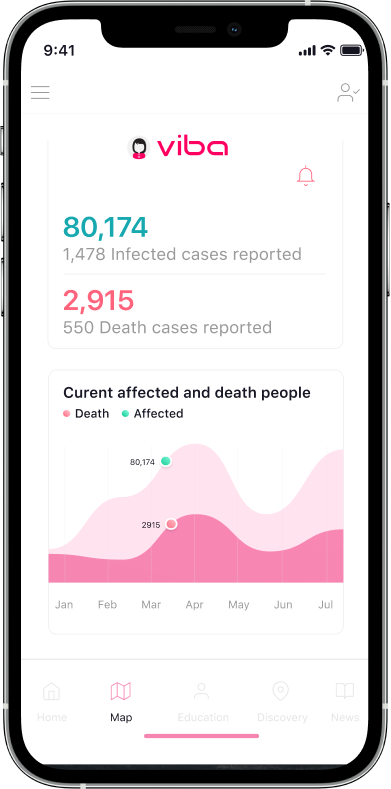 9:41
viba
80,174
1,478 Infected cases reported
2,915
550 Death cases reported
Curent affected and death people
Death Affected
80,174
2915
Jan Feb Mar Apr May Jun Jul
Home Map Education Discovery News